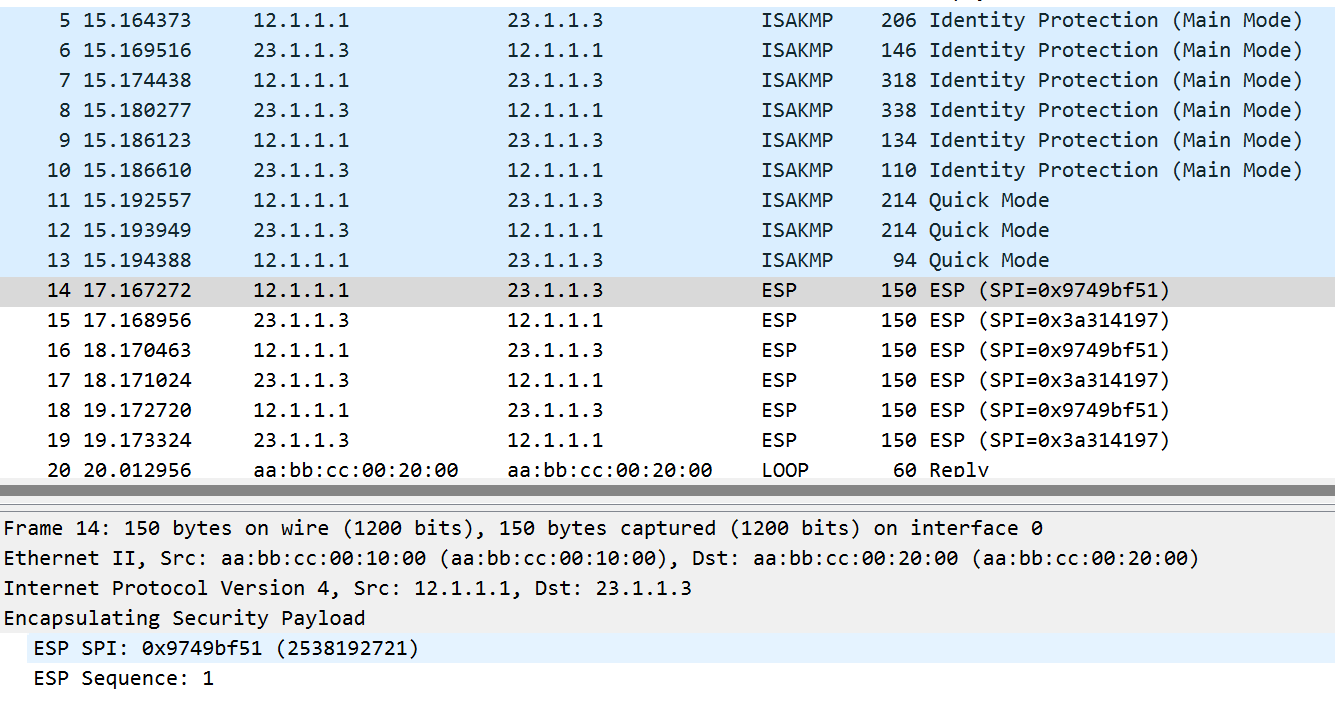 5 15.164373 12.1.1.1 23.1.1.3 ISAKMP 206 Identity Protection (Main Mode)
6 15.169516 23.1.1.3 12.1.1.1 ISAKMP 146 Identity Protection (Main Mode)
7 15.174438 12.1.1.1 23.1.1.3 ISAKMP 318 Identity Protection (Main Mode)
8 15.180277 23.1.1.3 12.1.1.1 ISAKMP 338 Identity Protection (Main Mode)
9 15.186123 12.1.1.1 23.1.1.3 ISAKMP 134 Identity Protection (Main Mode)
10 15.186610 23.1.1.3 12.1.1.1 ISAKMP 110 Identity Protection (Main Mode)
11 15.192557 12.1.1.1 23.1.1.3 ISAKMP 214 Quick Mode
12 15.193949 23.1.1.3 12.1.1.1 ISAKMP 214 Quick Mode
13 15.194388 12.1.1.1 23.1.1.3 ISAKMP 94 Quick Mode
14 17.167272 12.1.1.1 23.1.1.3 ESP 150 ESP (SPI=0x9749bf51)
15 17.168956 23.1.1.3 12.1.1.1 ESP 150 ESP (SPI=0x3a314197)
16 18.170463 12.1.1.1 23.1.1.3 ESP 150 ESP (SPI=0x9749bf51)
17 18.171024 23.1.1.3 12.1.1.1 ESP 150 ESP (SPI=0x3a314197)
18 19.172720 12.1.1.1 23.1.1.3 ESP 150 ESP (SPI=0x9749bf51)
19 19.173324 23.1.1.3 12.1.1.1 ESP 150 ESP (SPI=0x3a314197)
20 20.012956 aa:bb:cc:00:20:00 aa:bb:cc:00:20:00 LOOP 60 Reply
Frame 14: 150 bytes on wire (1200 bits), 150 bytes captured (1200 bits) on interface 0
Ethernet II, Src: aa:bb:cc:00:10:00 (aa:bb:cc:00:10:00), Dst: aa:bb:cc:00:20:00 (aa:bb:cc:00:20:00)
Internet Protocol Version 4, Src: 12.1.1.1, Dst: 23.1.1.3
Encapsulating Security Payload
ESP SPI: 0x9749bf51 (2538192721)
ESP Sequence: 1